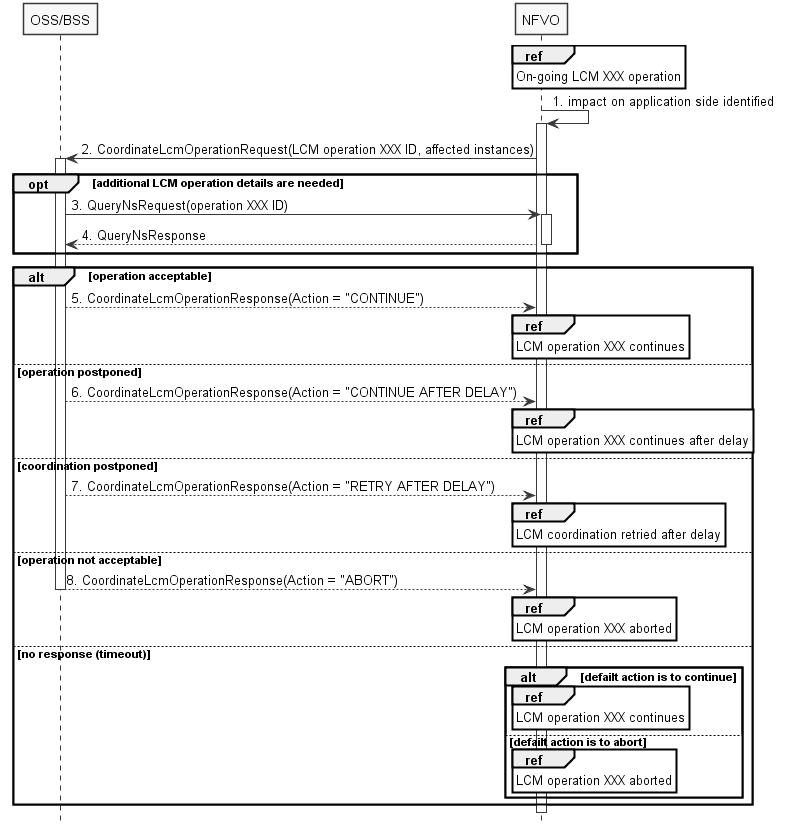 OSS/BSS
NFVO
ref
On-going LCM XXX operation
1. impact on application side identified
2. CoordinateLcmOperationRequest(LCM operation XXX ID, affected instances)
opt [additional LCM operation details are needed]
3. QueryNsRequest(operation XXX ID)
4. QueryNsResponse
alt [operation acceptable]
5. CoordinateLcmOperationResponse(Action = "CONTINUE")
ref
LCM operation XXX continues
[operation postponed]
6. CoordinateLcmOperationResponse(Action = "CONTINUE AFTER DELAY")
ref
LCM operation XXX continues after delay
[coordination postponed]
7. CoordinateLcmOperationResponse(Action = "RETRY AFTER DELAY")
ref
LCM coordination retried after delay
[operation not acceptable]
8. CoordinateLcmOperationResponse(Action = "ABORT")
ref
LCM operation XXX aborted
[no response (timeout)]
alt [defailt action is to continue]
ref
LCM operation XXX continues
[defailt action is to abort]
ref
LCM operation XXX aborted